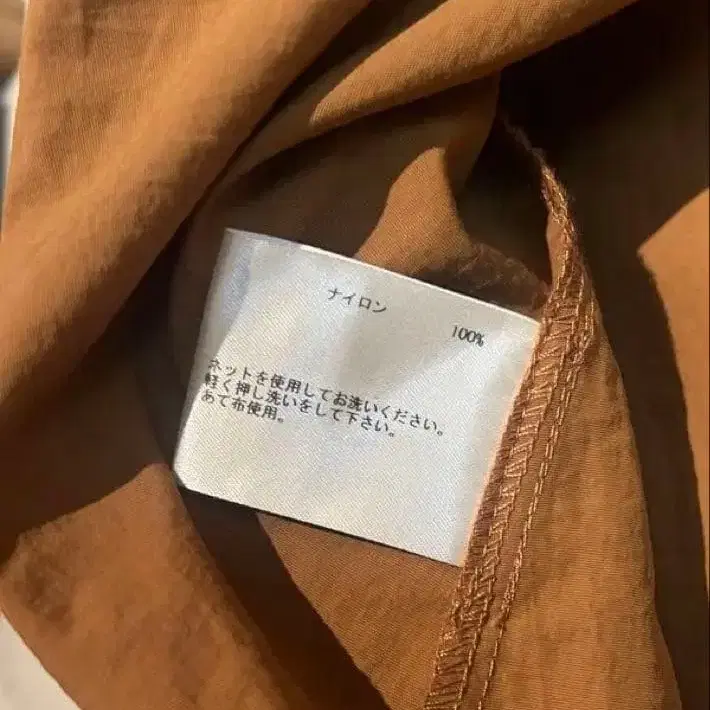 ナイロン 100%
ネットを使用してお洗いください。
軽く押し洗いをして下さい。
あて布使用。